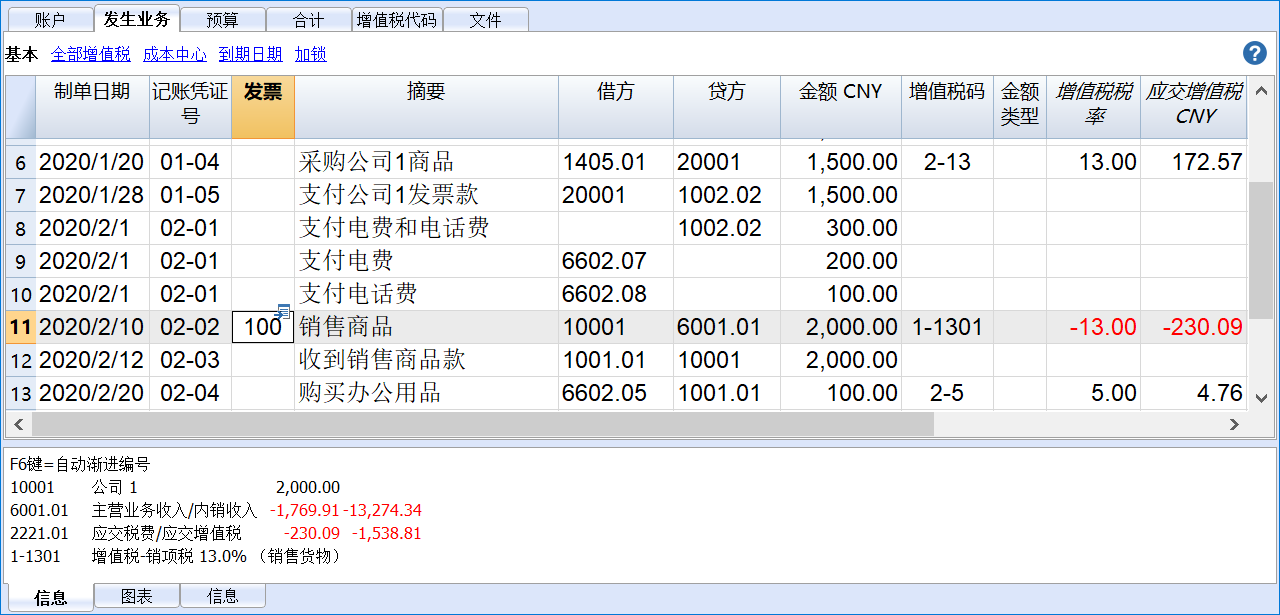 账户 发生业务 预算 合计 增值税代码 文件
基本 全部增值税 成本中心 到期日期 加锁 ?
制单日期 记账凭证号 发票 摘要 借方 贷方 金额 CNY 增值税码 金额类型 增值税税率 应交增值税 CNY
6 2020/1/20 01-04 采购公司1商品 1405.01 20001 1,500.00 2-13 13.00 172.57
7 2020/1/28 01-05 支付公司1发票款 20001 1002.02 1,500.00
8 2020/2/1 02-01 支付电费和电话费 1002.02 300.00
9 2020/2/1 02-01 支付电费 6602.07 200.00
10 2020/2/1 02-01 支付电话费 6602.08 100.00
11 2020/2/10 02-02 100 销售商品 10001 6001.01 2,000.00 1-1301 -13.00 -230.09
12 2020/2/12 02-03 收到销售商品款 1001.01 10001 2,000.00
13 2020/2/20 02-04 购买办公用品 6602.05 1001.01 100.00 2-5 5.00 4.76
F6键=自动渐进编号
10001 公司 1 2,000.00
6001.01 主营业务收入/内销收入 -1,769.91 -13,274.34
2221.01 应交税费/应交增值税 -230.09 -1,538.81
1-1301 增值税-销项税 13.0% （销售货物）
信息 图表 信息